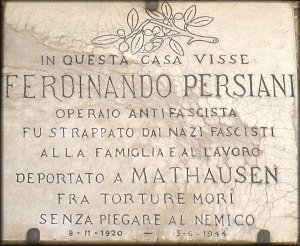 IN QUESTA CASA VISSE
FERDINANDO PERSIANI
OPERAIO ANTIFASCISTA
FU STRAPPATO DAI NAZI FASCISTI
ALLA FAMIGLIA E AL LAVORO
DEPORTATO A MATHAUSEN
FRA TORTURE MORÌ
SENZA PIEGARE AL NEMICO
8-11-1920 — 5-6-1944